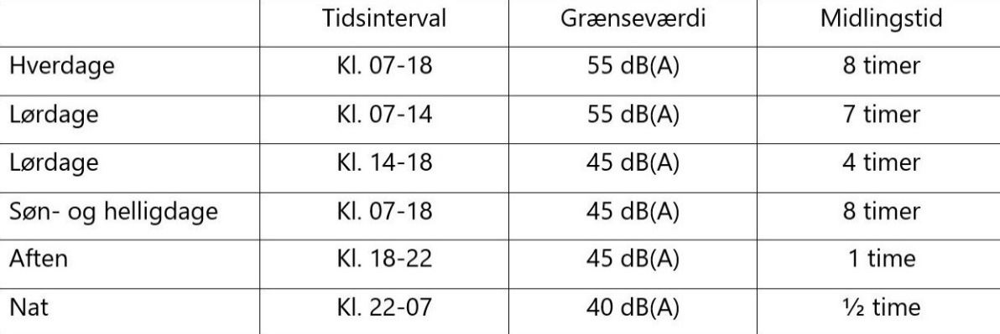 Tidsinterval Grænseværdi Midlingstid
Hverdage Kl. 07-18 55 dB(A) 8 timer
Lørdage Kl. 07-14 55 dB(A) 7 timer
Lørdage Kl. 14-18 45 dB(A) 4 timer
Søn- og helligdage Kl. 07-18 45 dB(A) 8 timer
Aften Kl. 18-22 45 dB(A) 1 time
Nat Kl. 22-07 40 dB(A) ½ time